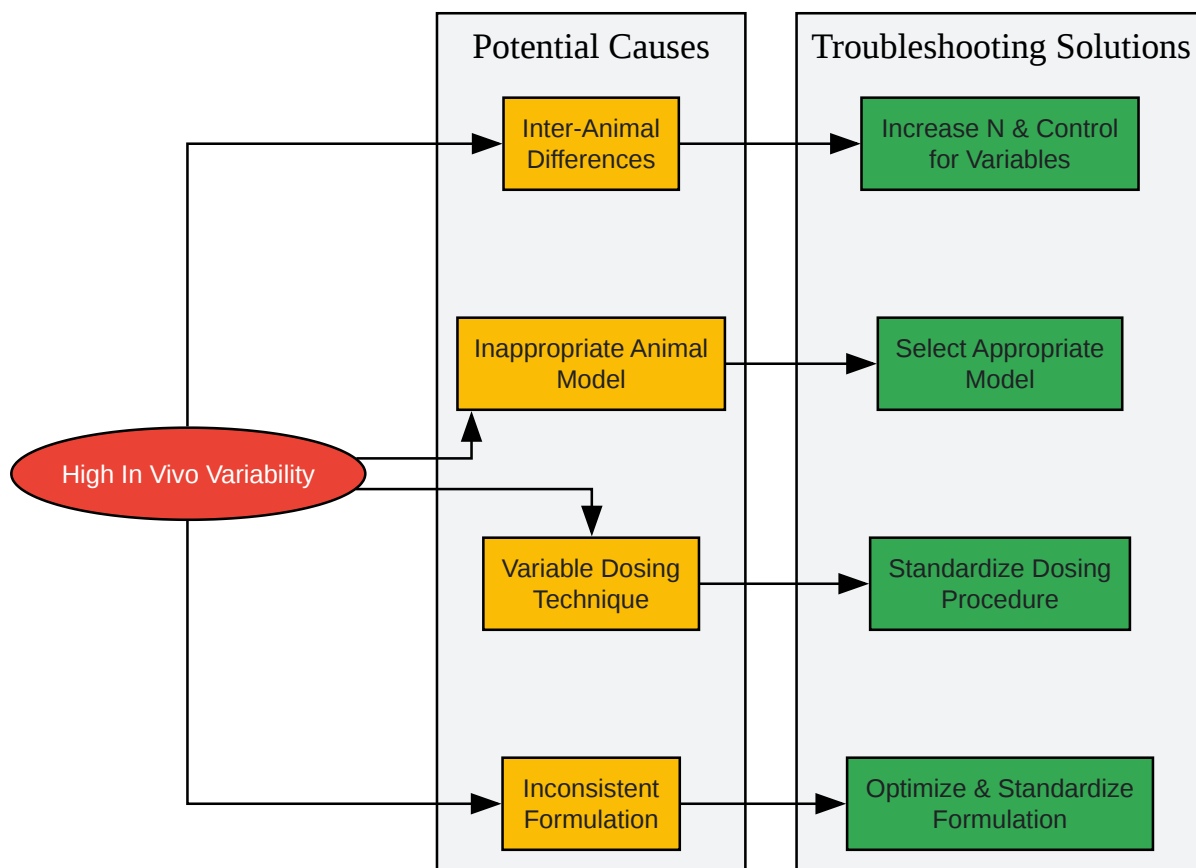 Potential Causes
Troubleshooting Solutions
Inter-Animal
Differences
Increase N & Control
for Variables
Inappropriate Animal
Model
Select Appropriate
Model
High In Vivo Variability
Variable Dosing
Technique
Standardize Dosing
Procedure
Inconsistent
Formulation
Optimize & Standardize
Formulation